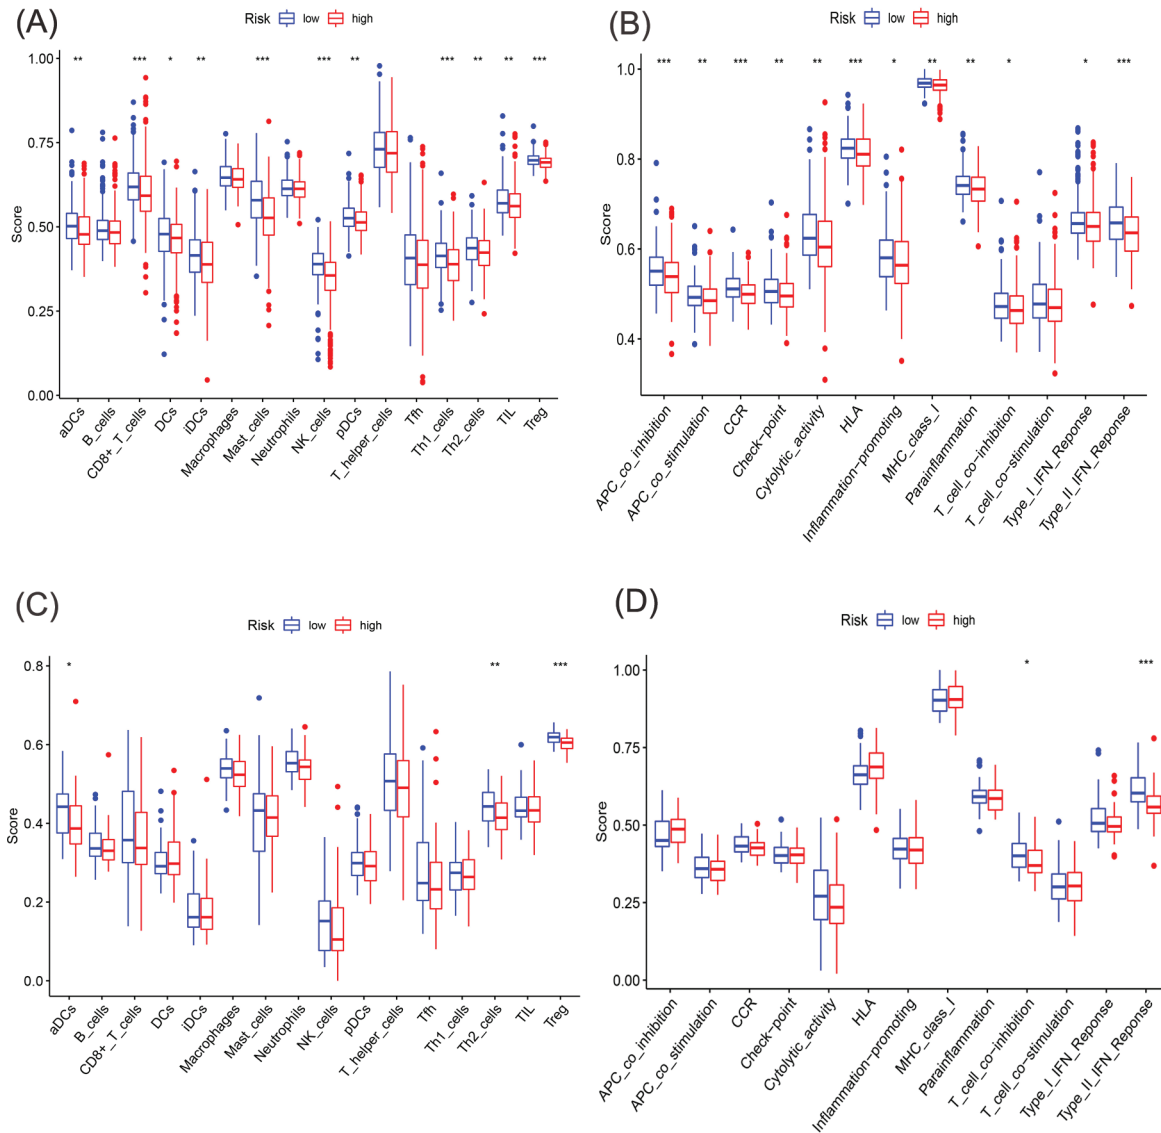 (A)
Risk low high
1.00
0.75
0.50
0.25
0.00
Score
** *** * ** *** *** ** *** ** ** ***
aDCs
B_cells
CD8+_T_cells
DCs
iDCs
Macrophages
Mast_cells
Neutrophils
NK_cells
pDCs
T_helper_cells
Tfh
Th1_cells
Th2_cells
TIL
Treg
(B)
Risk low high
1.0
0.8
0.6
0.4
Score
*** ** *** ** ** *** * ** ** * * ***
APC_co_inhibition
APC_co_stimulation
CCR
Check-point
Cytolytic_activity
HLA
Inflammation-promoting
MHC_class_I
Parainflammation
T_cell_co-inhibition
T_cell_co-stimulation
Type_I_IFN_Reponse
Type_II_IFN_Reponse
(C)
Risk low high
0.8
0.6
0.4
0.2
0.0
Score
* ** ***
aDCs
B_cells
CD8+_T_cells
DCs
iDCs
Macrophages
Mast_cells
Neutrophils
NK_cells
pDCs
T_helper_cells
Tfh
Th1_cells
Th2_cells
TIL
Treg
(D)
Risk low high
1.00
0.75
0.50
0.25
0.00
Score
* ***
APC_co_inhibition
APC_co_stimulation
CCR
Check-point
Cytolytic_activity
HLA
Inflammation-promoting
MHC_class_I
Parainflammation
T_cell_co-inhibition
T_cell_co-stimulation
Type_I_IFN_Reponse
Type_II_IFN_Reponse